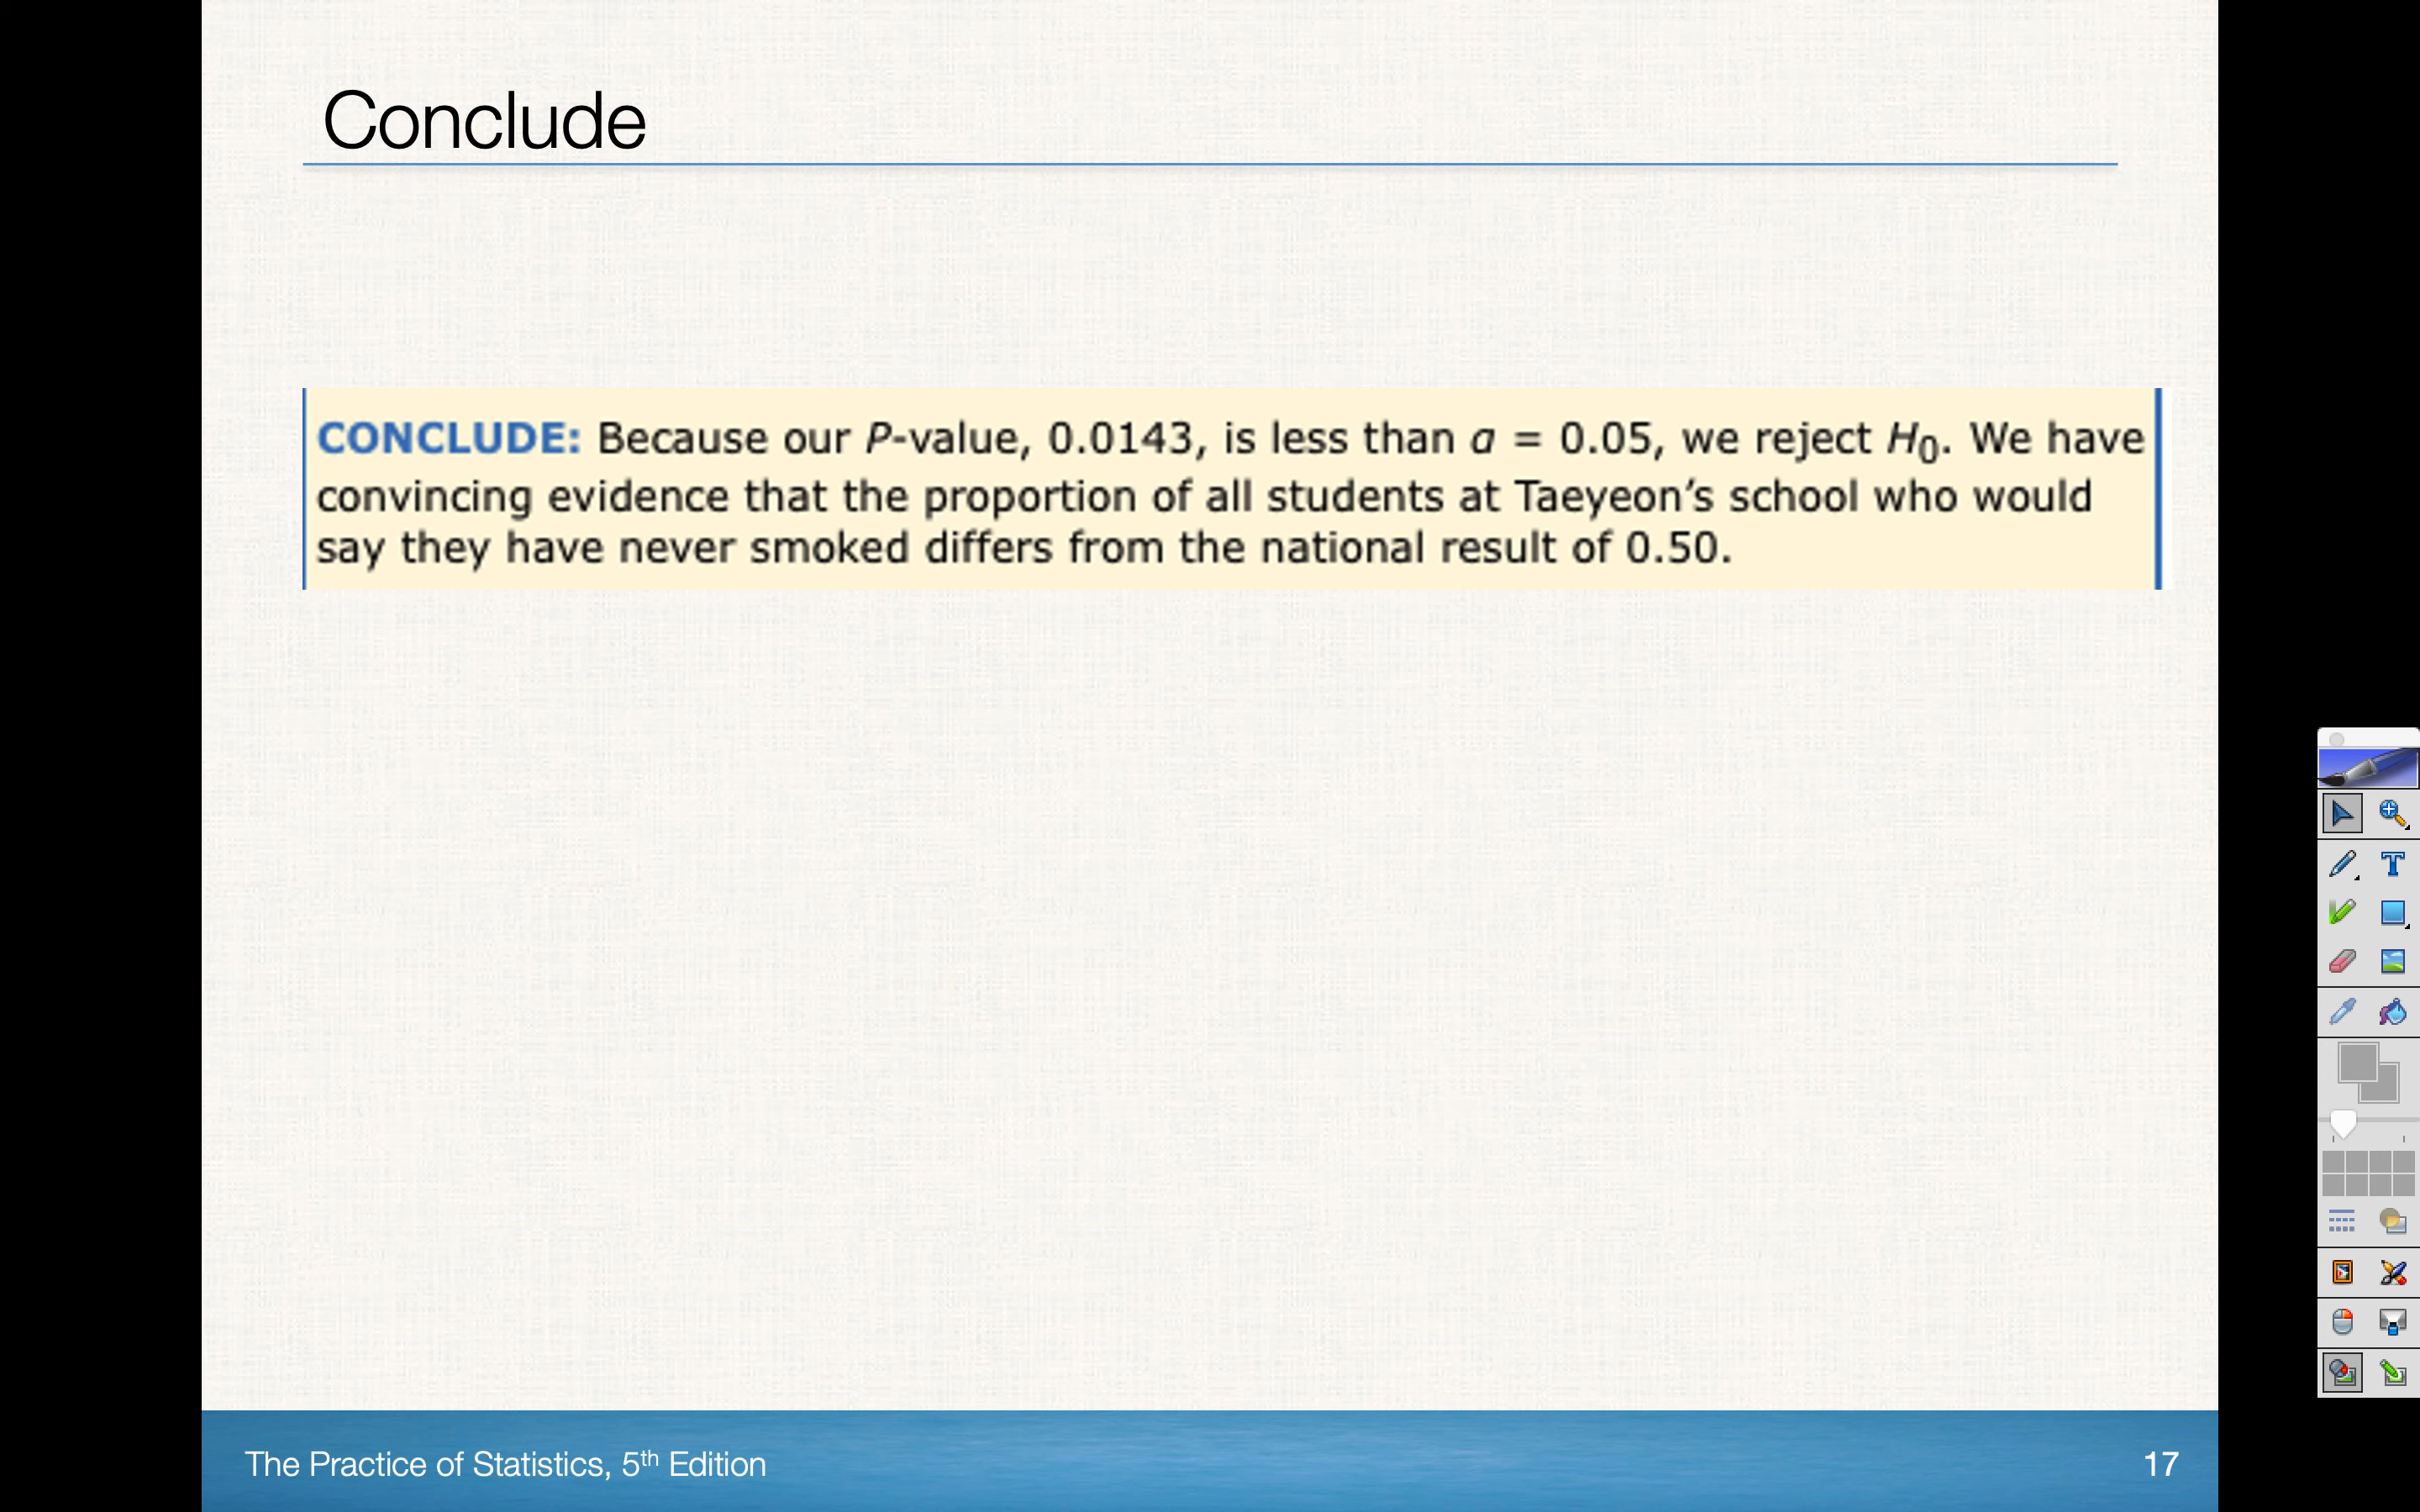 Conclude
CONCLUDE: Because our P-value, 0.0143, is less than a = 0.05, we reject H₀. We have
convincing evidence that the proportion of all students at Taeyeon’s school who would
say they have never smoked differs from the national result of 0.50.
The Practice of Statistics, 5th Edition
17